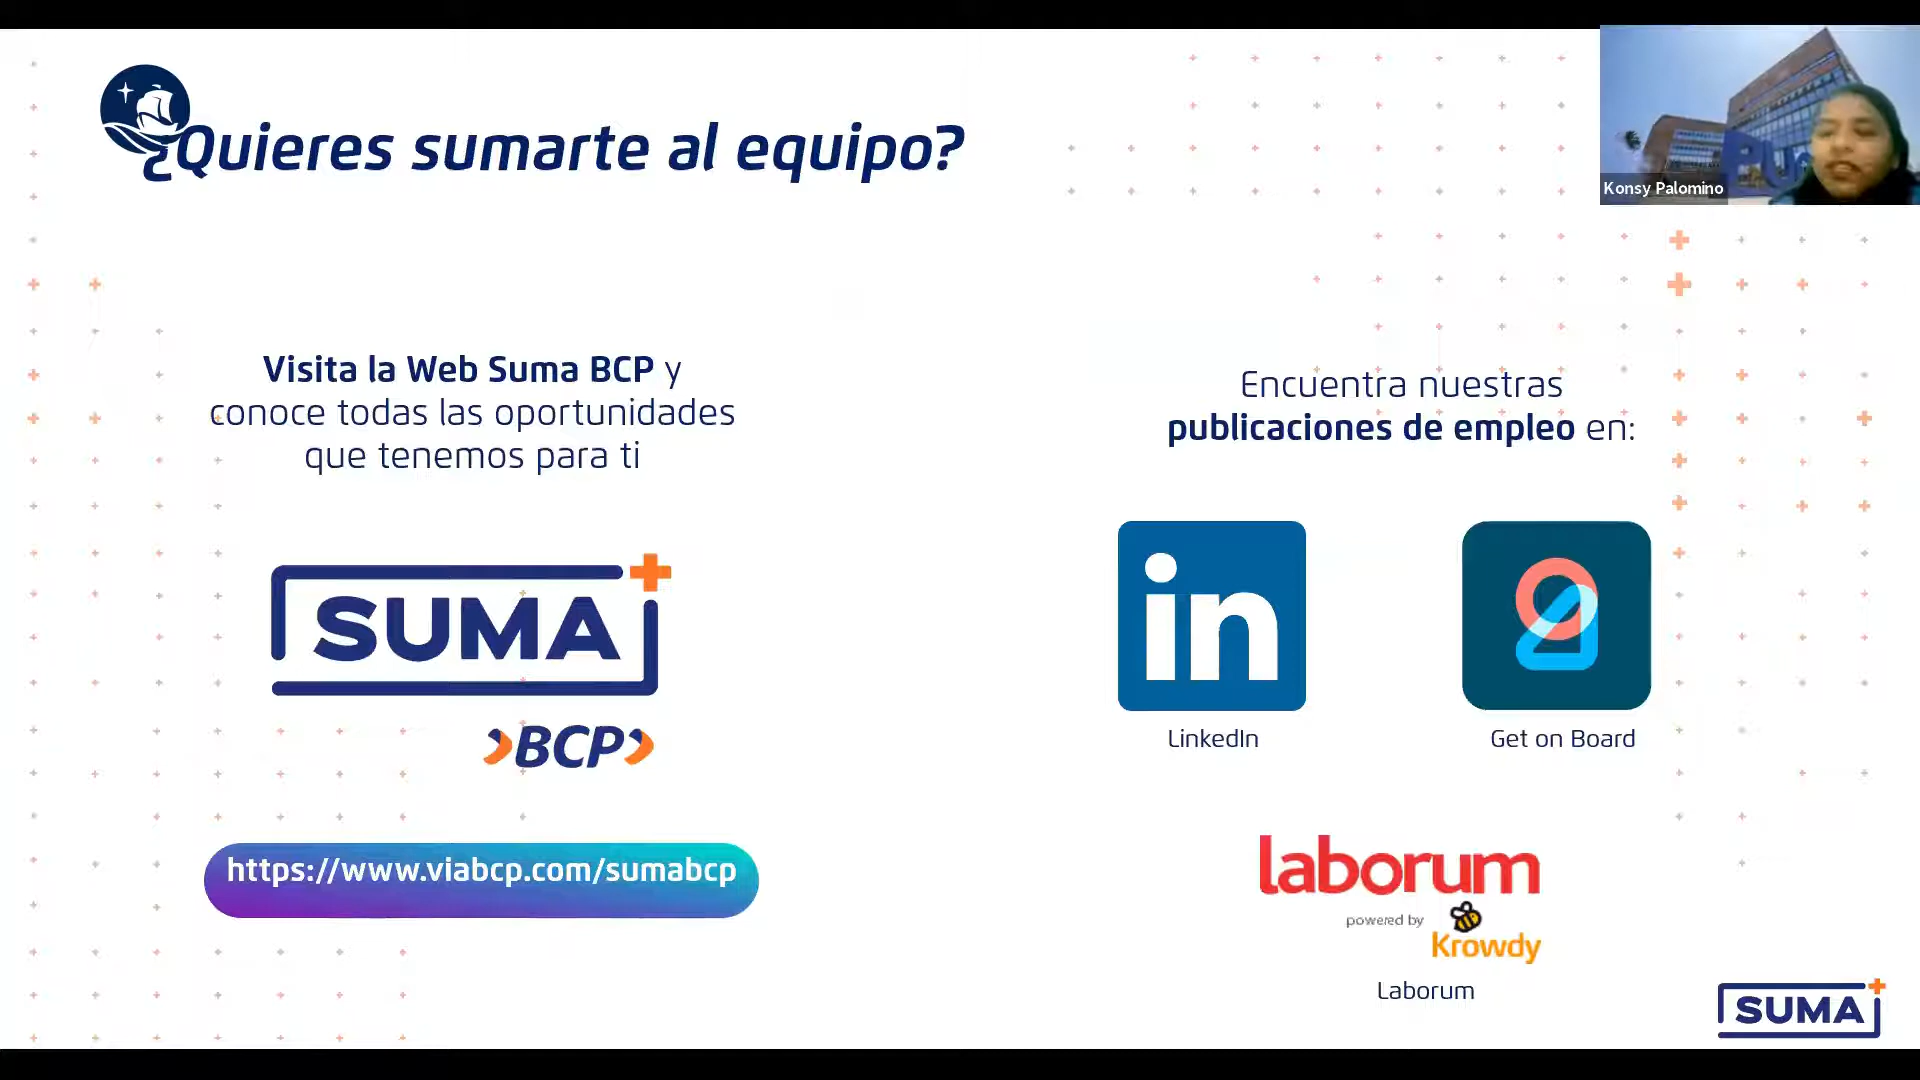 ¿Quieres sumarte al equipo?
Konsy Palomino
Visita la Web Suma BCP y
conoce todas las oportunidades
que tenemos para ti
SUMA
BCP
https://www.viabcp.com/sumabcp
Encuentra nuestras
publicaciones de empleo en:
in
LinkedIn
Get on Board
laborum
powered by
Krowdy
Laborum
SUMA